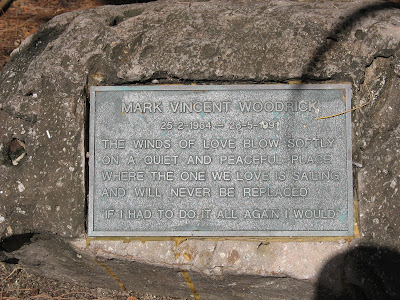 MARK VINCENT WOODRICK
THE WINDS OF LOVE BLOW SOFTLY
ON A QUIET AND PEACEFUL PLACE
WHERE THE ONE WE LOVE IS SAILING
AND WILL NEVER BE REPLACED
IF I HAD TO DO IT ALL AGAIN I WOULD